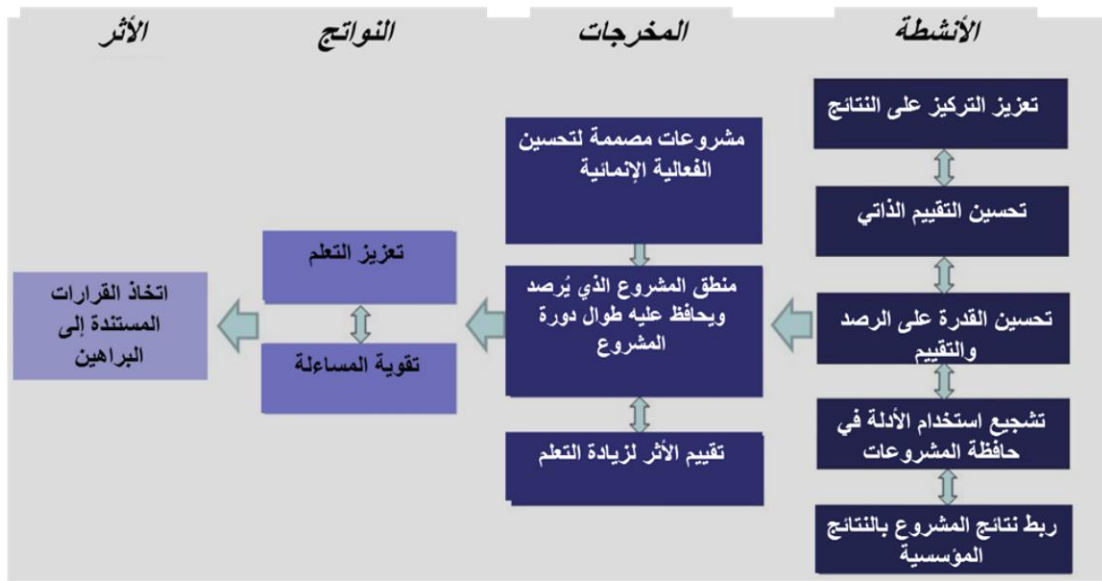 الأنشطة
تعزيز التركيز على النتائج
تحسين التقييم الذاتي
تحسين القدرة على الرصد
والتقييم
تشجيع استخدام الأدلة في
حافظة المشروعات
ربط نتائج المشروع بالنتائج
المؤسسية
المخرجات
مشروعات مصممة لتحسين
الفعالية الإنمائية
منطق المشروع الذي يُرصد
ويحافظ عليه طوال دورة
المشروع
تقييم الأثر لزيادة التعلم
النواتج
تعزيز التعلم
تقوية المساءلة
الأثر
اتخاذ القرارات
المستندة إلى
البراهين